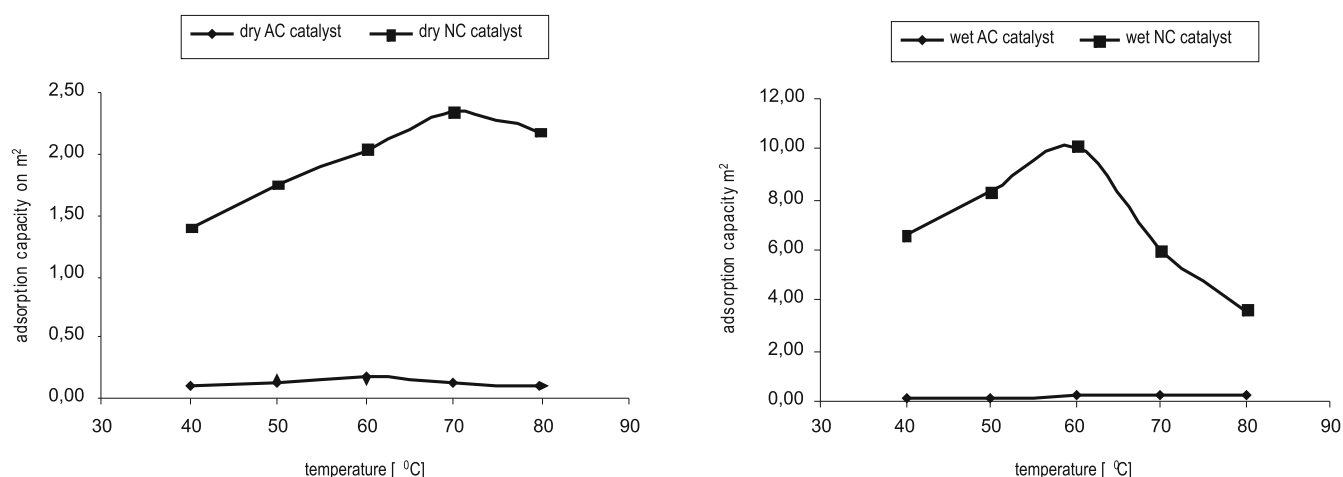 dry AC catalyst dry NC catalyst
adsorption capacity on m²
2,50
2,00
1,50
1,00
0,50
0,00
30 40 50 60 70 80 90
temperature [ ⁰C]
wet AC catalyst wet NC catalyst
adsorption capacity m²
12,00
10,00
8,00
6,00
4,00
2,00
0,00
30 40 50 60 70 80 90
temperature [ ⁰C]